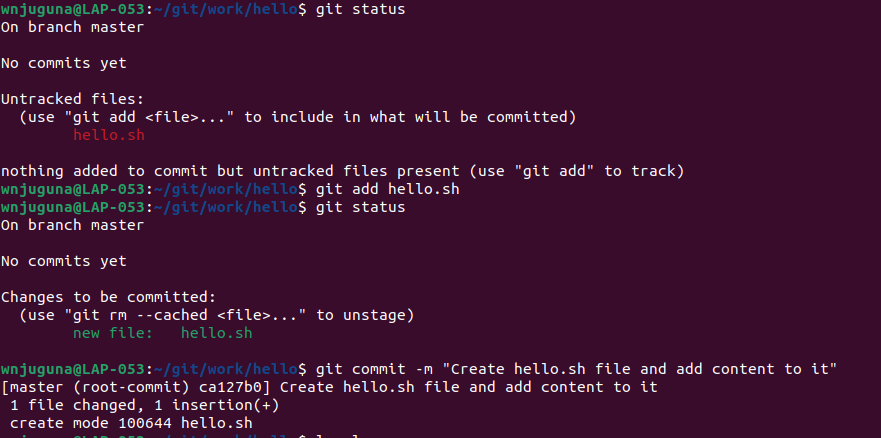 wnjuguna@LAP-053:~/git/work/hello$ git status
On branch master
No commits yet
Untracked files:
  (use "git add <file>..." to include in what will be committed)
        hello.sh
nothing added to commit but untracked files present (use "git add" to track)
wnjuguna@LAP-053:~/git/work/hello$ git add hello.sh
wnjuguna@LAP-053:~/git/work/hello$ git status
On branch master
No commits yet
Changes to be committed:
  (use "git rm --cached <file>..." to unstage)
        new file:   hello.sh
wnjuguna@LAP-053:~/git/work/hello$ git commit -m "Create hello.sh file and add content to it"
[master (root-commit) ca127b0] Create hello.sh file and add content to it
 1 file changed, 1 insertion(+)
 create mode 100644 hello.sh